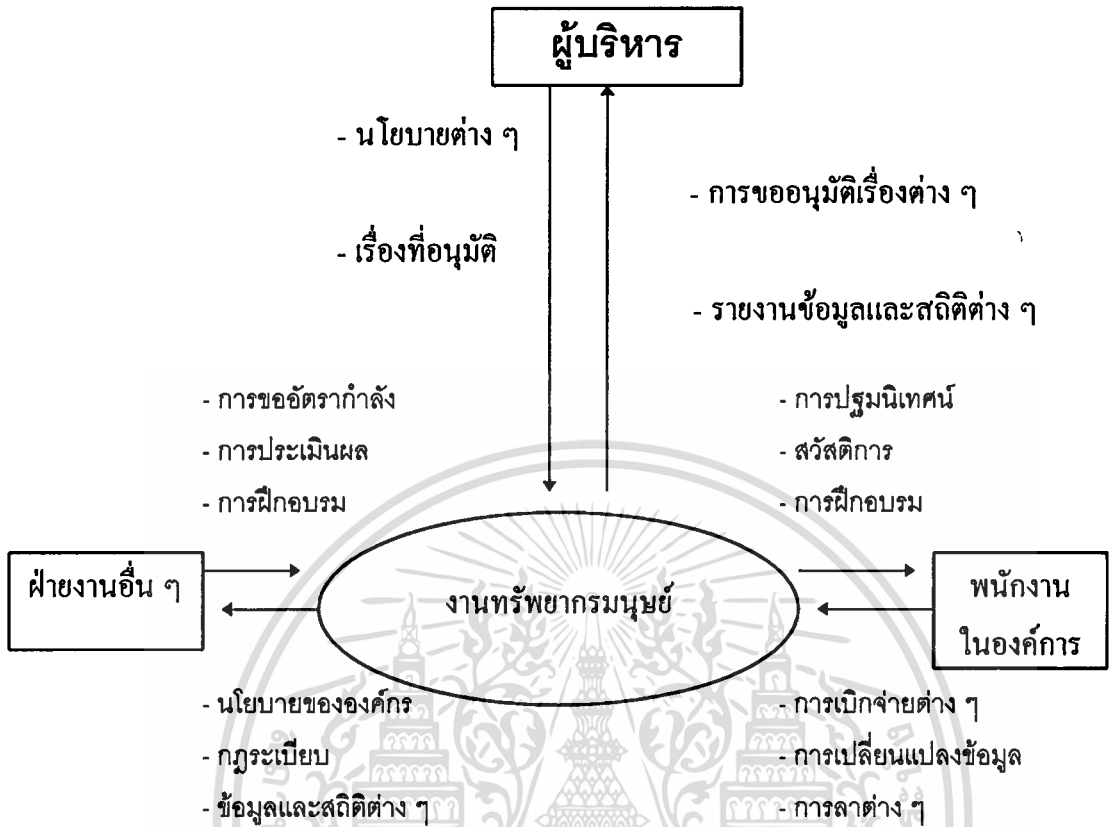 ผู้บริหาร
- นโยบายต่าง ๆ
- การขออนุมัติเรื่องต่าง ๆ
- เรื่องที่อนุมัติ
- รายงานข้อมูลและสถิติต่าง ๆ
- การขออัตรากำลัง
- การประเมินผล
- การฝึกอบรม
- การปฐมนิเทศน์
- สวัสดิการ
- การฝึกอบรม
ฝ่ายงานอื่น ๆ
งานทรัพยากรมนุษย์
พนักงาน
ในองค์การ
- นโยบายขององค์กร
- กฎระเบียบ
- ข้อมูลและสถิติต่าง ๆ
- การเบิกจ่ายต่าง ๆ
- การเปลี่ยนแปลงข้อมูล
- การลาต่าง ๆ